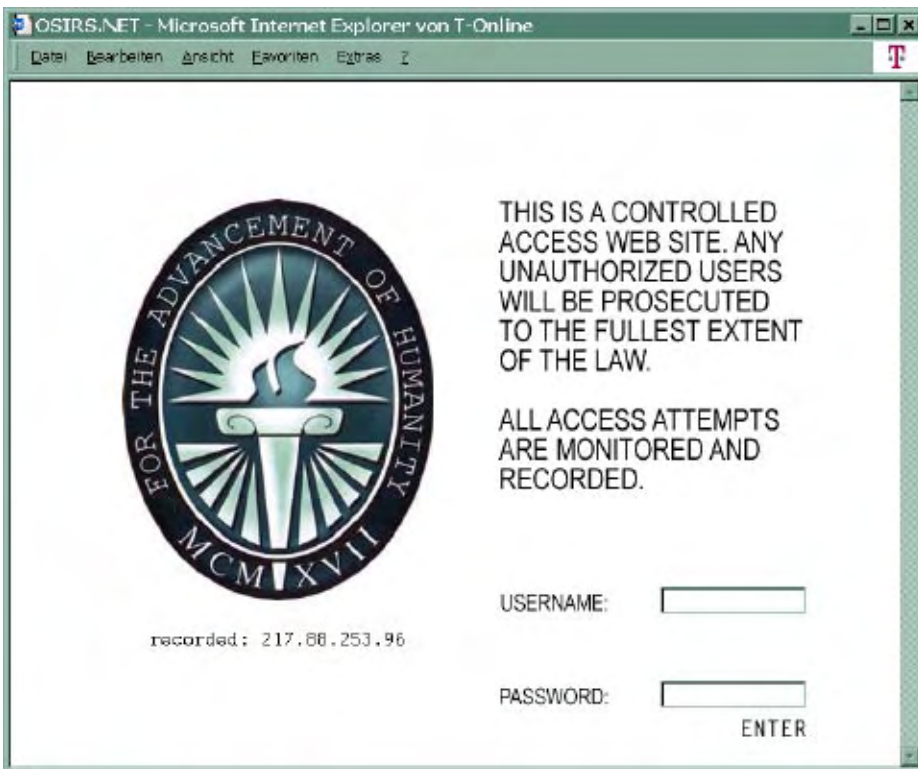 OSIRS.NET - Microsoft Internet Explorer von T-Online
Datei Bearbeiten Ansicht Favoriten Extras ?
T
FOR THE ADVANCEMENT OF HUMANITY
MCMXVII
recorded: 217.88.253.96
THIS IS A CONTROLLED
ACCESS WEB SITE. ANY
UNAUTHORIZED USERS
WILL BE PROSECUTED
TO THE FULLEST EXTENT
OF THE LAW.
ALL ACCESS ATTEMPTS
ARE MONITORED AND
RECORDED.
USERNAME:
PASSWORD:
ENTER